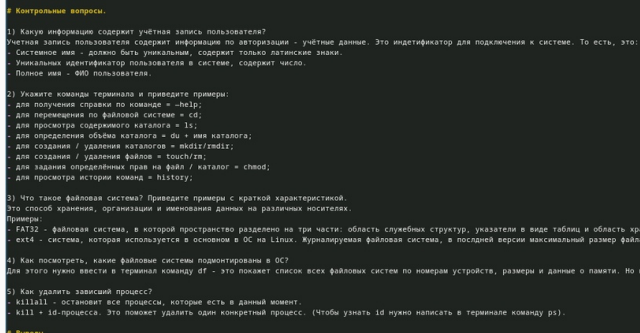 # Контрольные вопросы.
1) Какую информацию содержит учётная запись пользователя?
Учетная запись пользователя содержит информацию по авторизации - учётные данные. Это индетификатор для подключения к системе. То есть, это:
- Системное имя - должно быть уникальным, содержит только латинские знаки.
- Уникальных идентификатор пользователя в системе, содержит число.
- Полное имя - ФИО пользователя.
2) Укажите команды терминала и приведите примеры:
- для получения справки по команде = –help;
- для перемещения по файловой системе = cd;
- для просмотра содержимого каталога = ls;
- для определения объёма каталога = du + имя каталога;
- для создания / удаления каталогов = mkdir/rmdir;
- для создания / удаления файлов = touch/rm;
- для задания определённых прав на файл / каталог = chmod;
- для просмотра истории команд = history;
3) Что такое файловая система? Приведите примеры с краткой характеристикой.
Это способ хранения, организации и именования данных на различных носителях.
Примеры:
- FAT32 - файловая система, в которой пространство разделено на три части: область служебных структур, указатели в виде таблиц и область
- ext4 - система, которая используется в основном в ОС на Linux. Журналируемая файловая система, в последней версии максимальный размер
4) Как посмотреть, какие файловые системы подмонтированы в ОС?
Для этого нужно ввести в терминал команду df - это покажет список всех файловых систем по номерам устройств, размеры и данные о памяти. Но
5) Как удалить зависший процесс?
- killall - остановит все процессы, которые есть в данный момент.
- kill + id-процесса. Это поможет удалить один конкретный процесс. (Чтобы узнать id нужно написать в терминале команду ps).